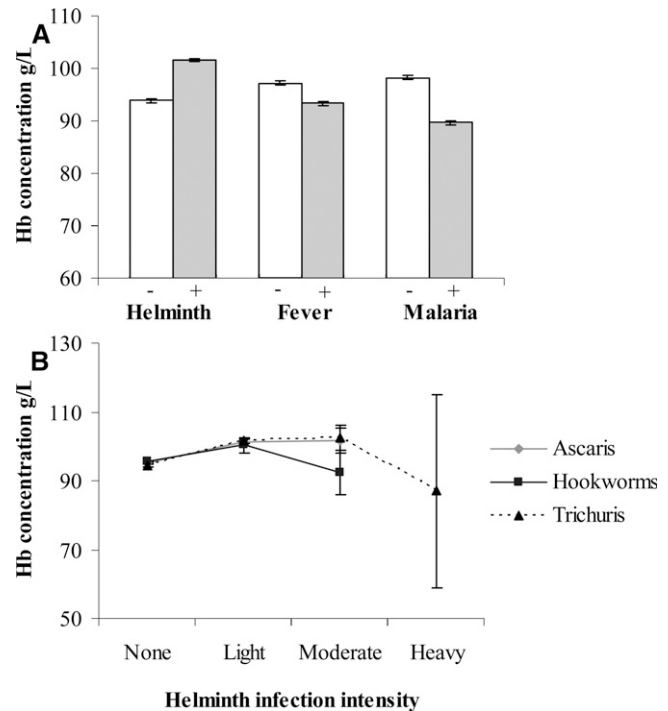 A
Hb concentration g/L
110
100
90
80
70
60
- + - + - +
Helminth Fever Malaria
B
Hb concentration g/L
130
110
90
70
50
None Light Moderate Heavy
Helminth infection intensity
Ascaris
Hookworms
Trichuris